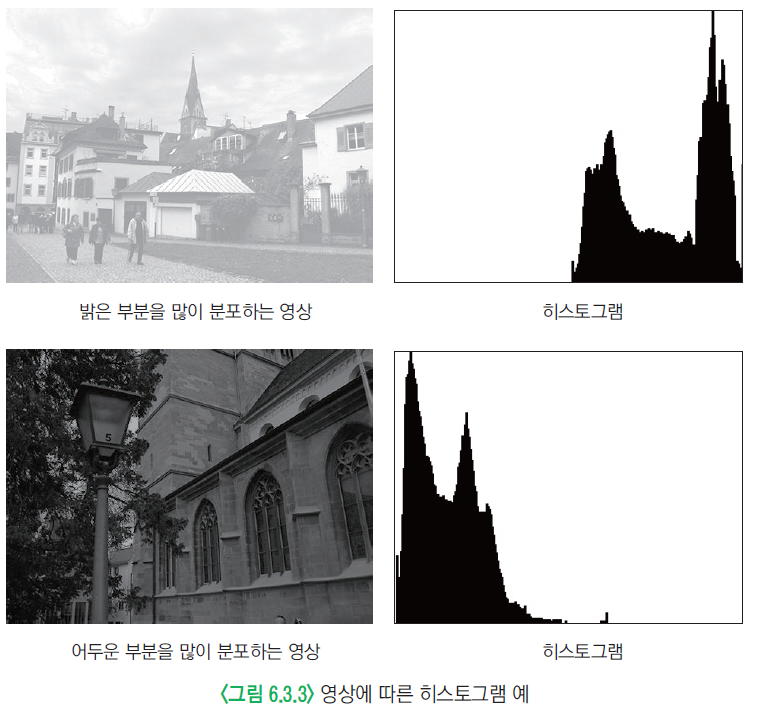 밝은 부분을 많이 분포하는 영상
히스토그램
5
어두운 부분을 많이 분포하는 영상
히스토그램
<그림 6.3.3> 영상에 따른 히스토그램 예